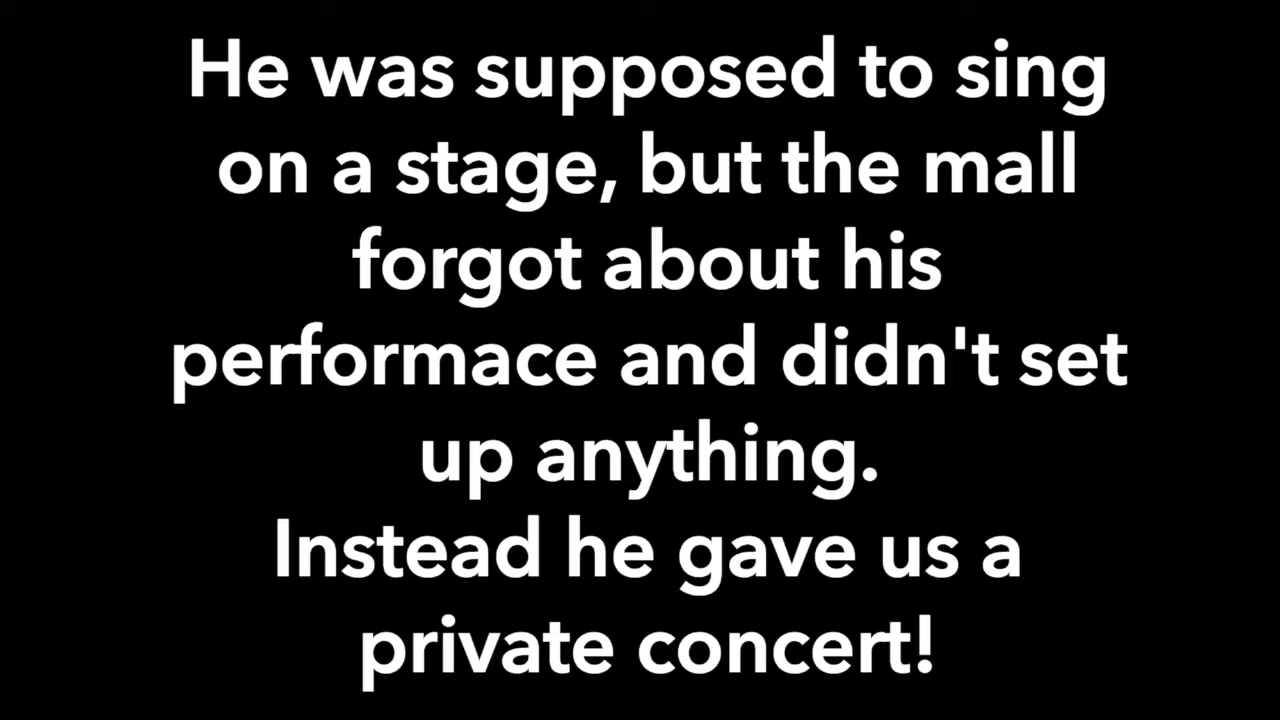 He was supposed to sing
on a stage, but the mall
forgot about his
performace and didn't set
up anything.
Instead he gave us a
private concert!